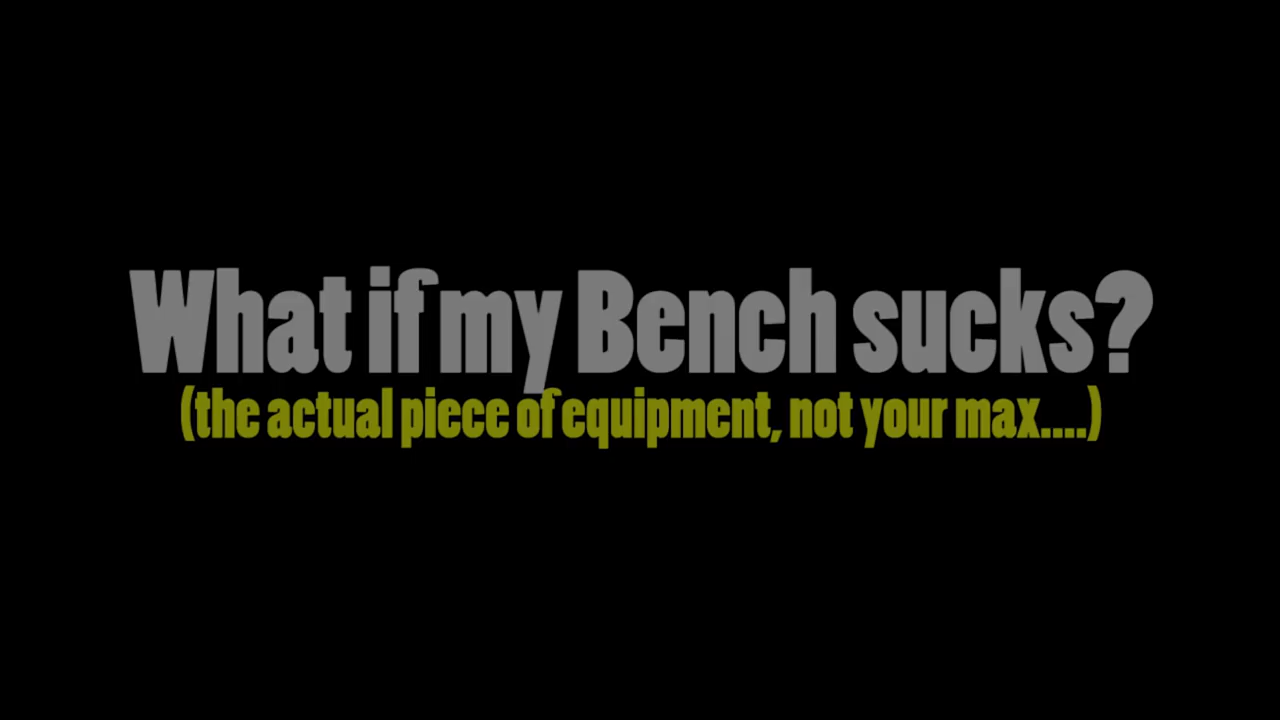 What if my Bench sucks?
(the actual piece of equipment, not your max....)